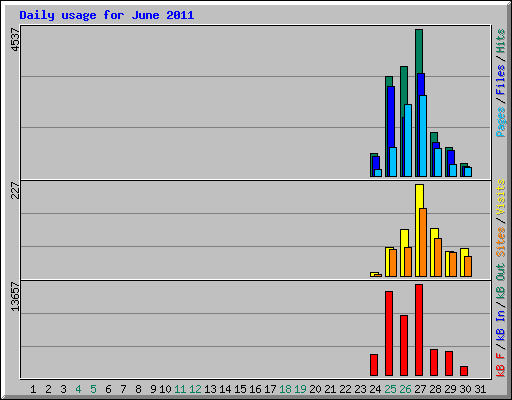 Daily usage for June 2011
4537
Pages / Files / Hits
227
Sites / Visits
13657
kB F / kB In / kB Out
1 2 3 4 5 6 7 8 9 10 11 12 13 14 15 16 17 18 19 20 21 22 23 24 25 26 27 28 29 30 31